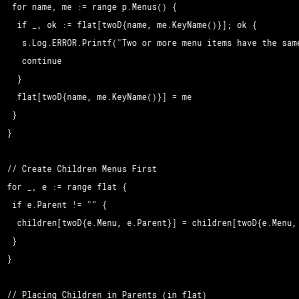 for name, me := range p.Menus() {
if _, ok := flat[twoD{name, me.KeyName()}]; ok {
s.Log.ERROR.Printf("Two or more menu items have the same
continue
}
flat[twoD{name, me.KeyName()}] = me
}
}
// Create Children Menus First
for _, e := range flat {
if e.Parent != "" {
children[twoD{e.Menu, e.Parent}] = children[twoD{e.Menu,
}
}
// Placing Children in Parents (in flat)